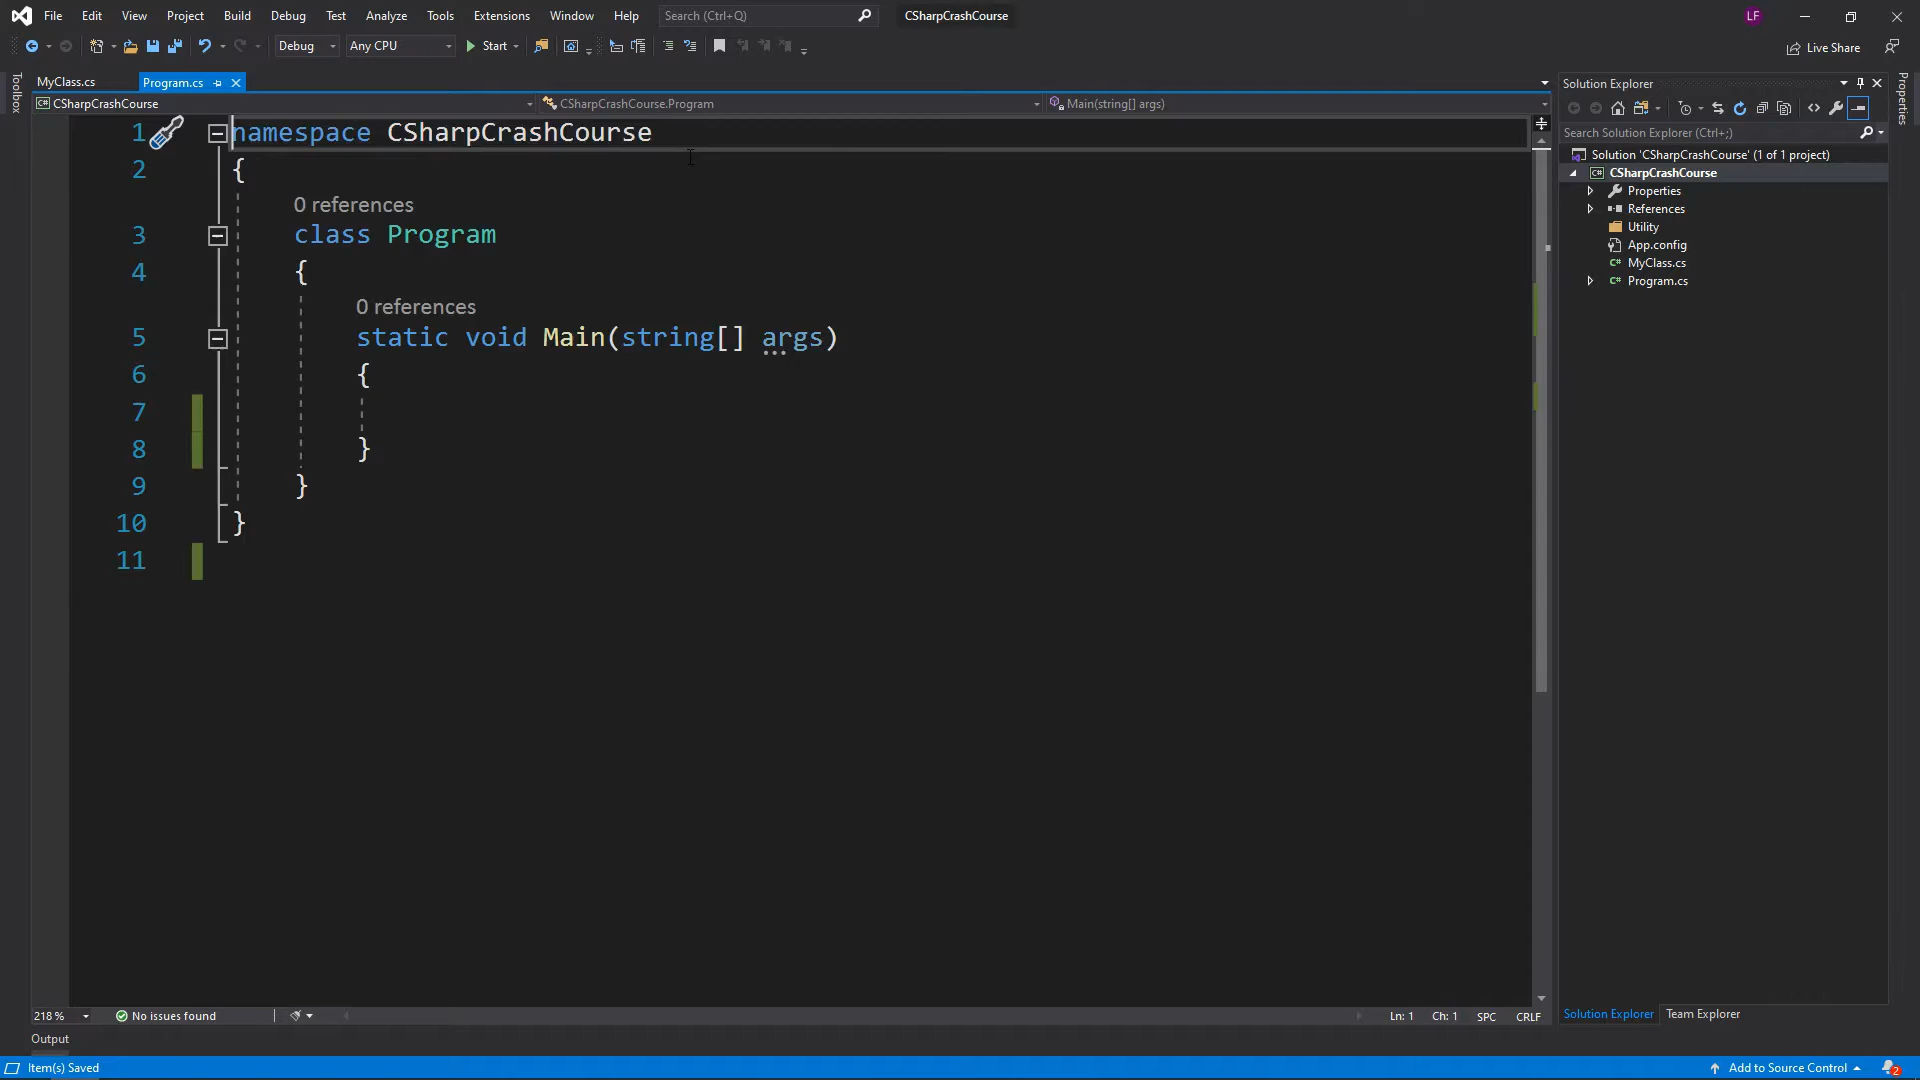 File Edit View Project Build Debug Test Analyze Tools Extensions Window Help Search (Ctrl+Q) CSharpCrashCourse LF
Debug Any CPU Start Live Share
Toolbox
MyClass.cs Program.cs
CSharpCrashCourse CSharpCrashCourse.Program Main(string[] args)
1 namespace CSharpCrashCourse
2 {
0 references
3 class Program
4 {
0 references
5 static void Main(string[] args)
6 {
7
8 }
9 }
10 }
11
218 % No issues found Ln: 1 Ch: 1 SPC CRLF
Output
Solution Explorer
Search Solution Explorer (Ctrl+;)
Solution 'CSharpCrashCourse' (1 of 1 project)
C# CSharpCrashCourse
Properties
References
Utility
App.config
C# MyClass.cs
C# Program.cs
Solution Explorer Team Explorer
Properties
Item(s) Saved Add to Source Control 2